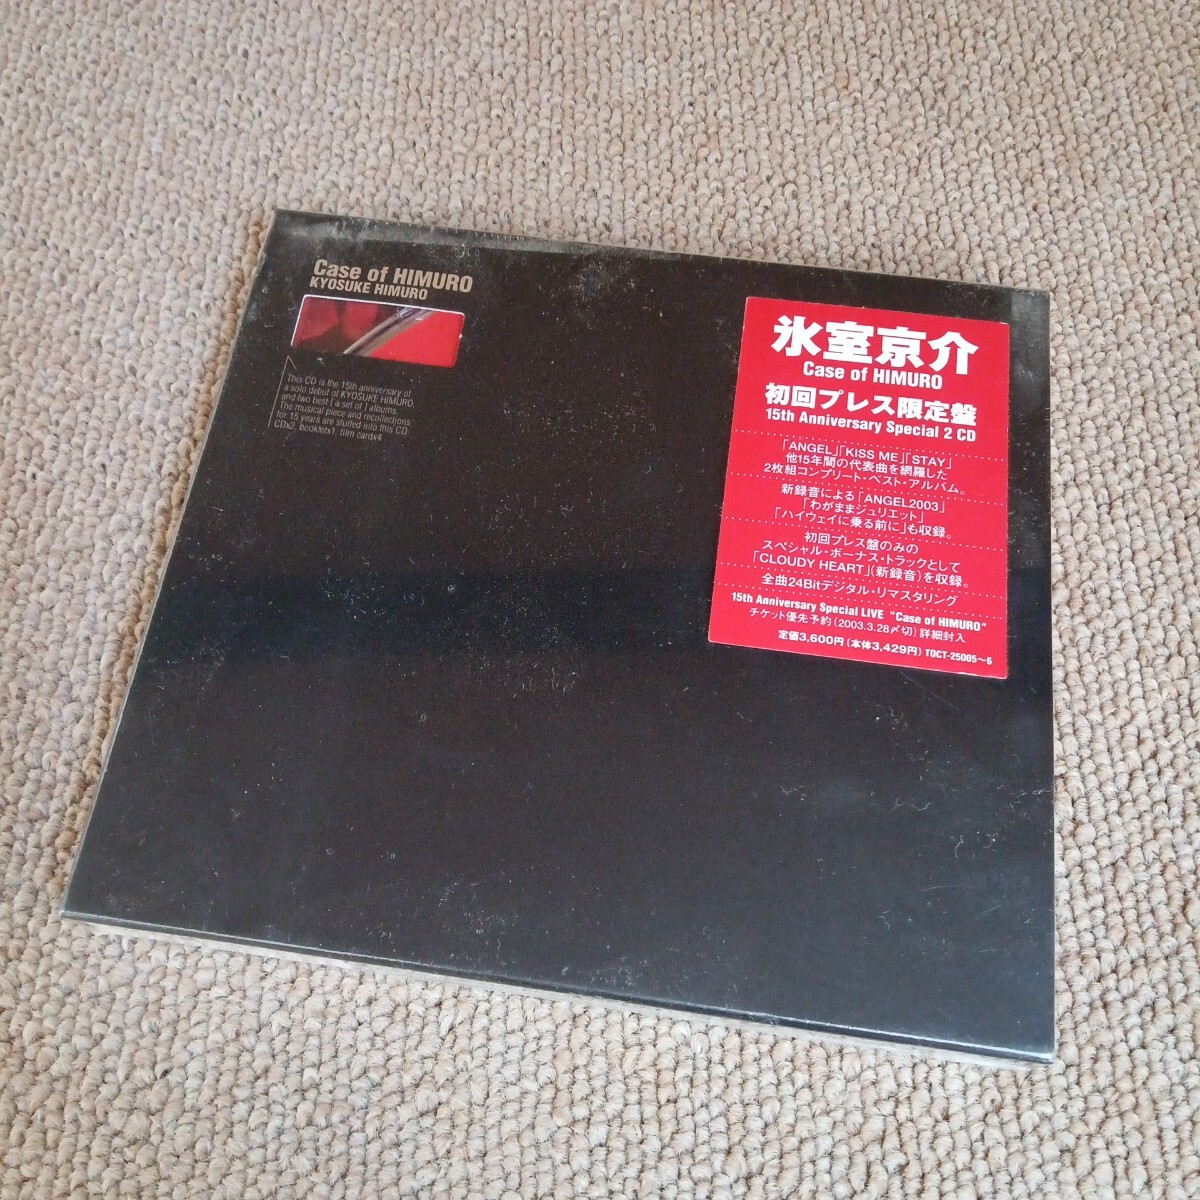 Case of HIMURO
KYOSUKE HIMURO
This CD is the 15th anniversary of
a solo debut of KYOSUKE HIMURO,
and two best [ a set of ] albums.
The musical piece and recollections
for 15 years are stuffed into this CD.
CDx2, bookletx1, film cardx4
氷室京介
Case of HIMURO
初回プレス限定盤
15th Anniversary Special 2 CD
「ANGEL」「KISS ME」「STAY」
他15年間の代表曲を網羅した
2枚組コンプリート・ベスト・アルバム。
新録音による「ANGEL2003」
「わがままジュリエット」
「ハイウェイに乗る前に」も収録。
初回プレス盤のみの
スペシャル・ボーナス・トラックとして
「CLOUDY HEART」(新録音)を収録。
全曲24Bitデジタル・リマスタリング
15th Anniversary Special LIVE "Case of HIMURO"
チケット優先予約(2003.3.28〆切)詳細封入
定価3,600円(本体3,429円) TOCT-25005~6